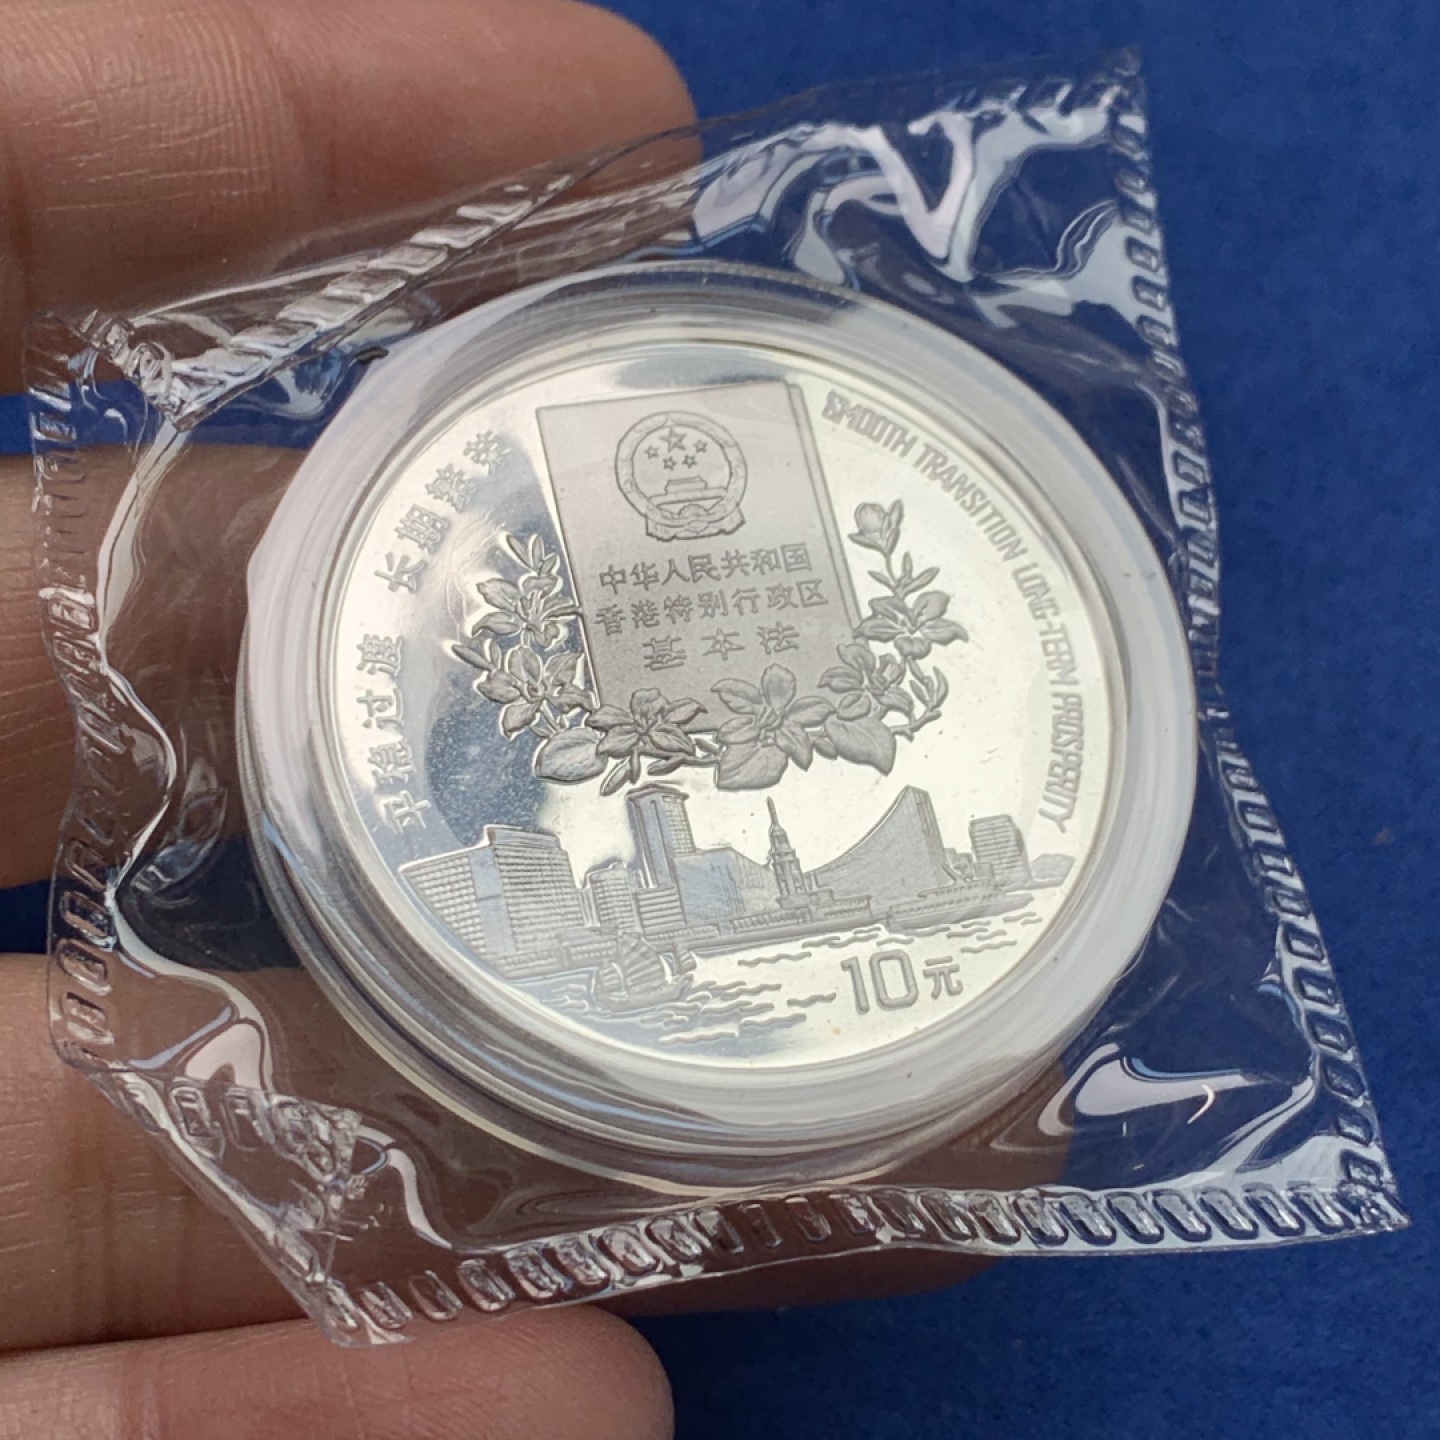 平稳过渡 长期繁荣
SMOOTH TRANSITION LONG-TERM PROSPERITY
中华人民共和国
香港特别行政区
基本法
10元